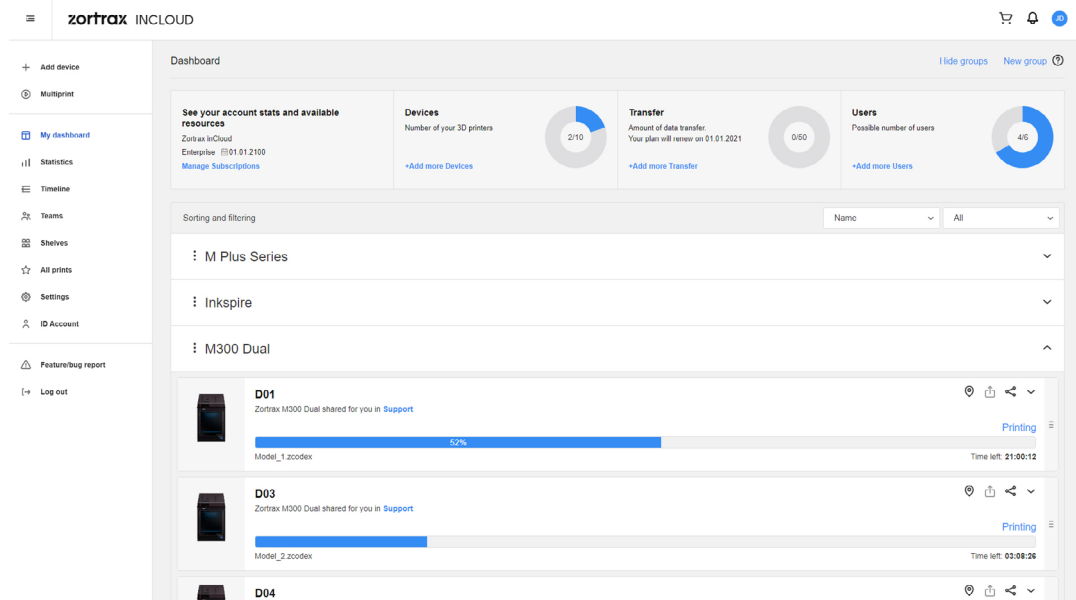 zortrax INCLOUD
JD
Add device
Multiprint
My dashboard
Statistics
Timeline
Teams
Shelves
All prints
Settings
ID Account
Feature/bug report
Log out
Dashboard
Hide groups
New group
See your account stats and available
resources
Zortrax inCloud
Enterprise 01.01.2100
Manage Subscriptions
Devices
Number of your 3D printers
+Add more Devices
2/10
Transfer
Amount of data transfer.
Your plan will renew on 01.01.2021
+Add more Transfer
0/50
Users
Possible number of users
+Add more Users
4/6
Sorting and filtering
Name
All
M Plus Series
Inkspire
M300 Dual
D01
Zortrax M300 Dual shared for you in Support
Printing
52%
Model_1.zcodex
Time left: 21:00:12
D03
Zortrax M300 Dual shared for you in Support
Printing
Model_2.zcodex
Time left: 03:08:26
D04